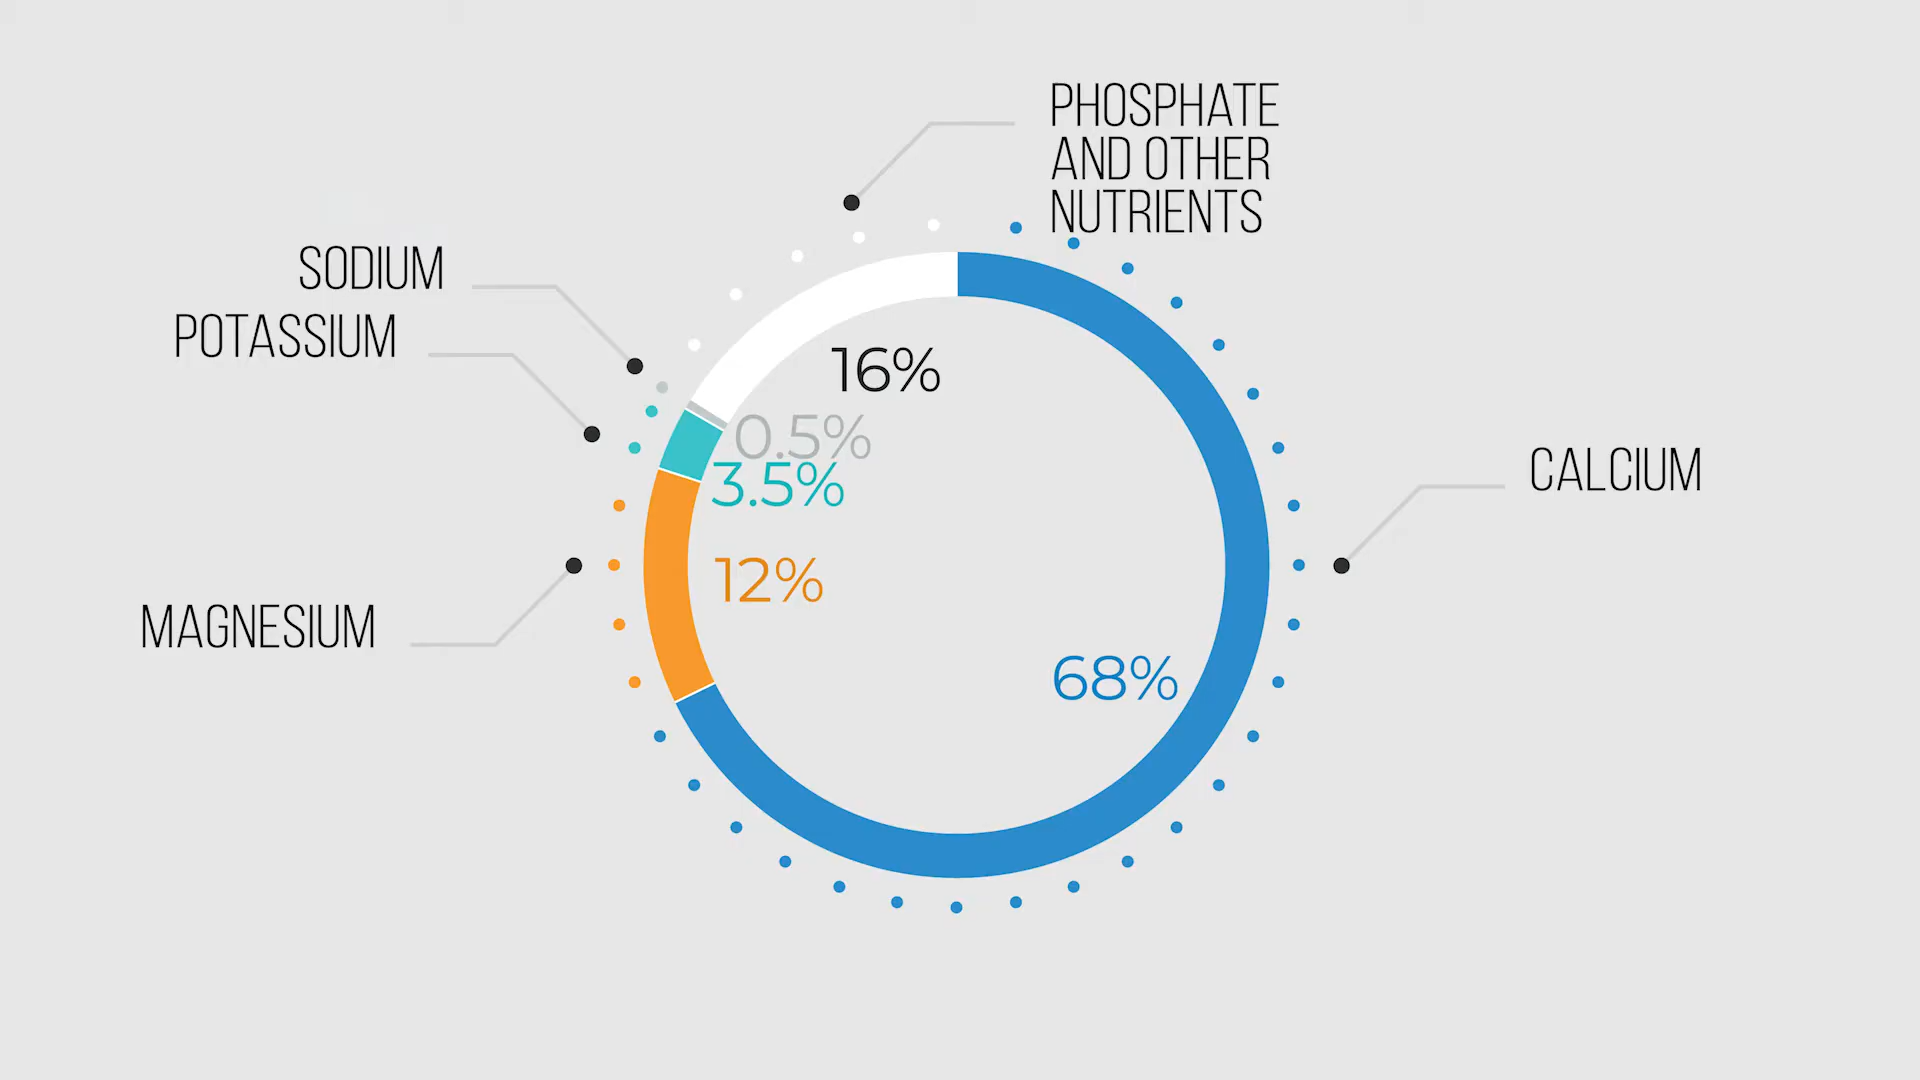 PHOSPHATE
AND OTHER
NUTRIENTS
SODIUM
POTASSIUM
16%
0.5%
3.5%
CALCIUM
12%
MAGNESIUM
68%